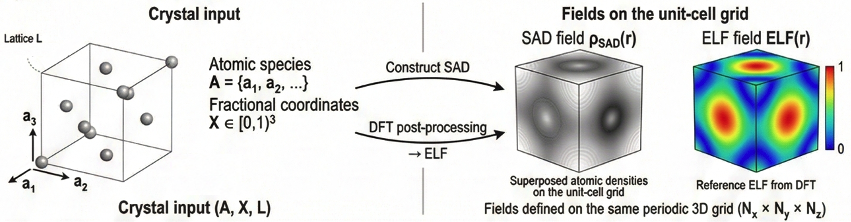 Crystal input
Lattice L
Atomic species
A = {a₁, a₂, ...}
Fractional coordinates
X ∈ [0,1)³
a₃
a₁
a₂
Crystal input (A, X, L)
Construct SAD
DFT post-processing
→ ELF
Fields on the unit-cell grid
SAD field ρSAD(r)
ELF field ELF(r)
1
0
Superposed atomic densities
on the unit-cell grid
Reference ELF from DFT
Fields defined on the same periodic 3D grid (Nₓ × Nᵧ × N_z)